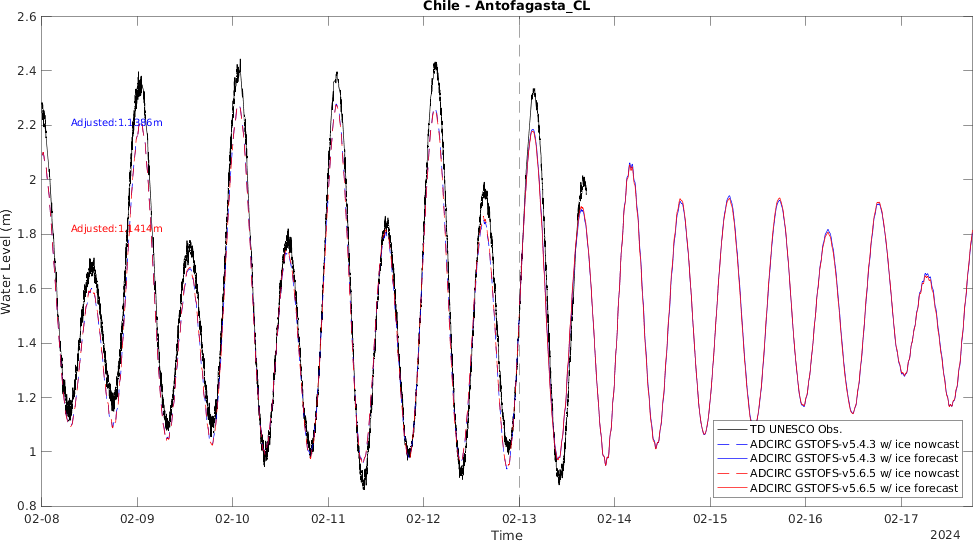 Chile - Antofagasta_CL
2.6
2.4
2.2
2
1.8
1.6
1.4
1.2
1
0.8
Water Level (m)
Adjusted:1.1386m
Adjusted:1.1414m
TD UNESCO Obs.
ADCIRC GSTOFS-v5.4.3 w/ ice nowcast
ADCIRC GSTOFS-v5.4.3 w/ ice forecast
ADCIRC GSTOFS-v5.6.5 w/ ice nowcast
ADCIRC GSTOFS-v5.6.5 w/ ice forecast
02-08 02-09 02-10 02-11 02-12 02-13 02-14 02-15 02-16 02-17
Time
2024